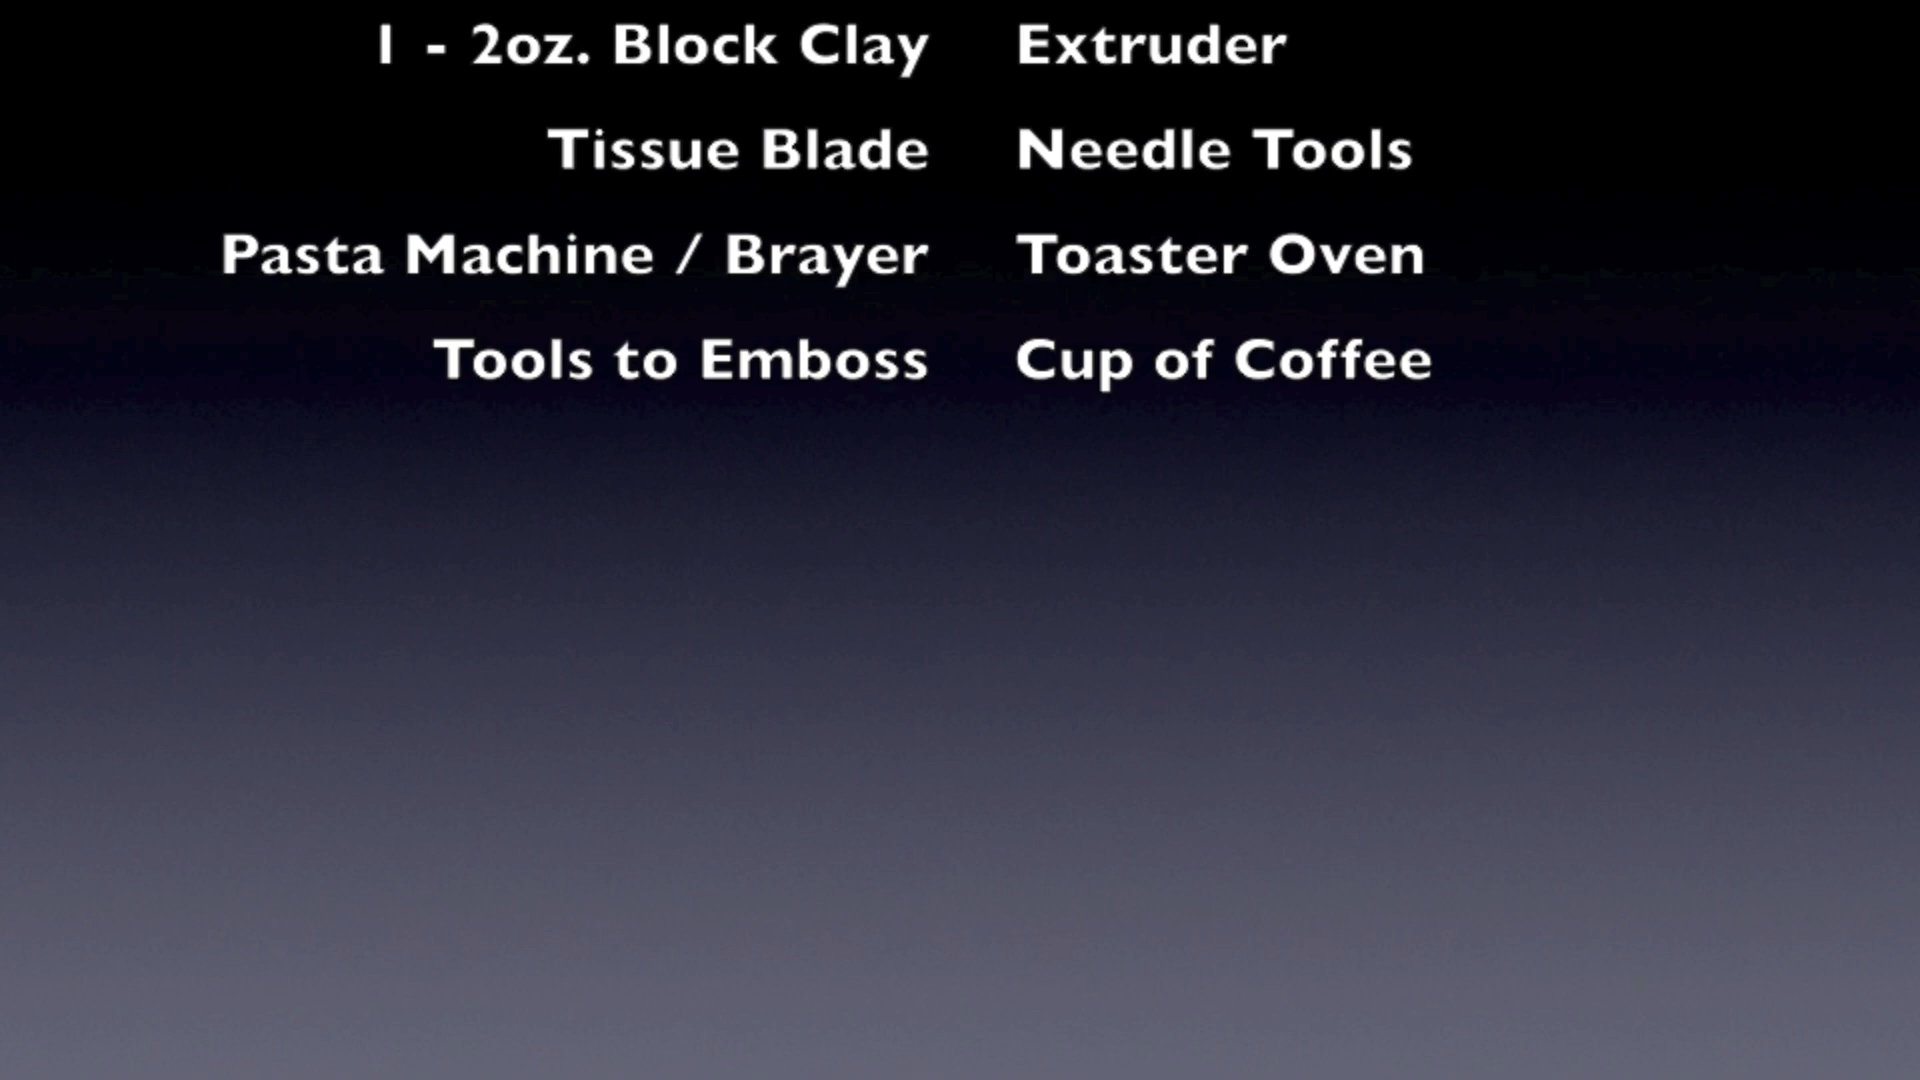 1 - 2oz. Block Clay Extruder
Tissue Blade Needle Tools
Pasta Machine / Brayer Toaster Oven
Tools to Emboss Cup of Coffee